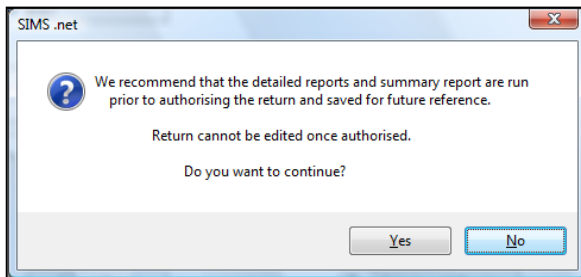 SIMS .net
We recommend that the detailed reports and summary report are run
prior to authorising the return and saved for future reference.
Return cannot be edited once authorised.
Do you want to continue?
Yes
No